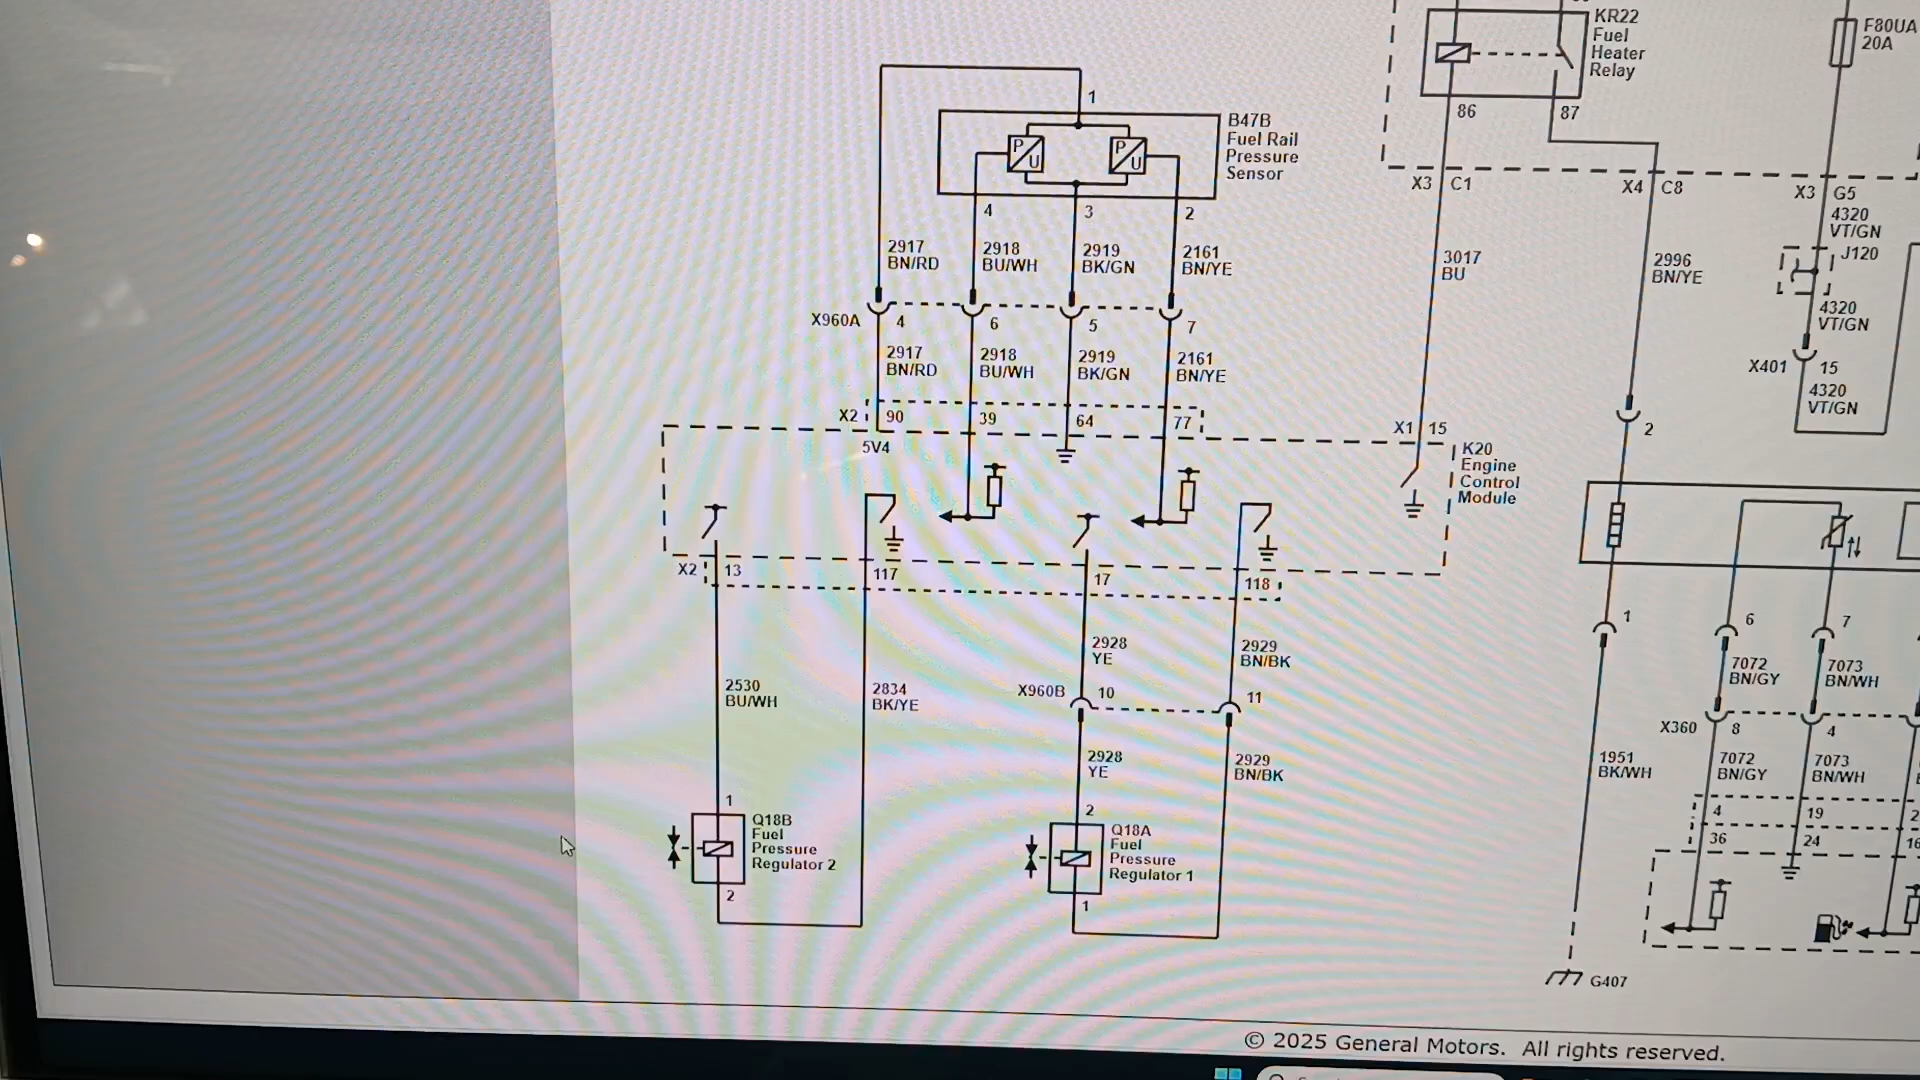 KR22
Fuel
Heater
Relay
86
87
F80UA
20A
1
B47B
Fuel Rail
Pressure
Sensor
P
U
P
U
4
3
2
X3
C1
X4
C8
X3
G5
4320
VT/GN
J120
4320
VT/GN
X401
15
4320
VT/GN
2917
BN/RD
2918
BU/WH
2919
BK/GN
2161
BN/YE
3017
BU
2996
BN/YE
X960A
4
6
5
7
2917
BN/RD
2918
BU/WH
2919
BK/GN
2161
BN/YE
X2
90
39
64
77
X1
15
2
5V4
K20
Engine
Control
Module
X2
13
117
17
118
1
6
7
2928
YE
2929
BN/BK
7072
BN/GY
7073
BN/WH
2530
BU/WH
2834
BK/YE
X960B
10
11
X360
8
4
2928
YE
2929
BN/BK
1951
BK/WH
7072
BN/GY
7073
BN/WH
1
Q18B
Fuel
Pressure
Regulator 2
2
2
Q18A
Fuel
Pressure
Regulator 1
1
4
19
36
24
16
G407
© 2025 General Motors. All rights reserved.